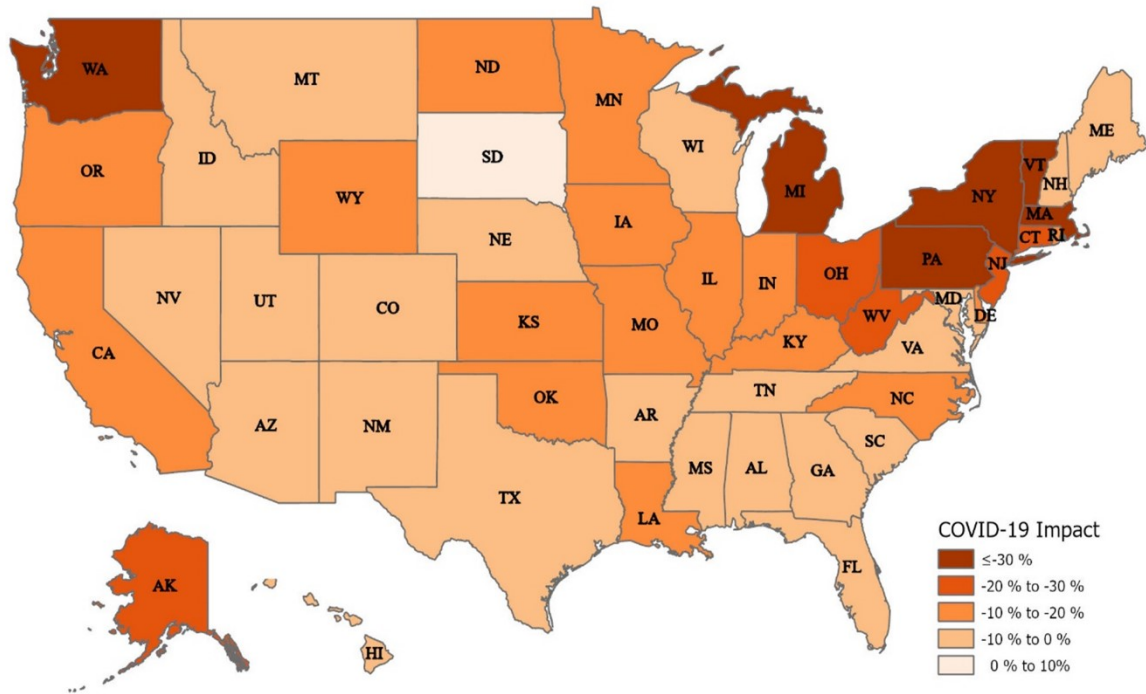 WA
MT
ND
MN
ME
OR
ID
SD
WI
VT
NH
WY
MI
NY
MA
CT RI
IA
NE
PA
NJ
OH
NV
UT
CO
IL
IN
MD
DE
WV
KS
MO
KY
VA
CA
OK
TN
NC
AZ
NM
AR
SC
MS
AL
GA
TX
LA
FL
AK
HI
COVID-19 Impact
≤-30 %
-20 % to -30 %
-10 % to -20 %
-10 % to 0 %
0 % to 10%